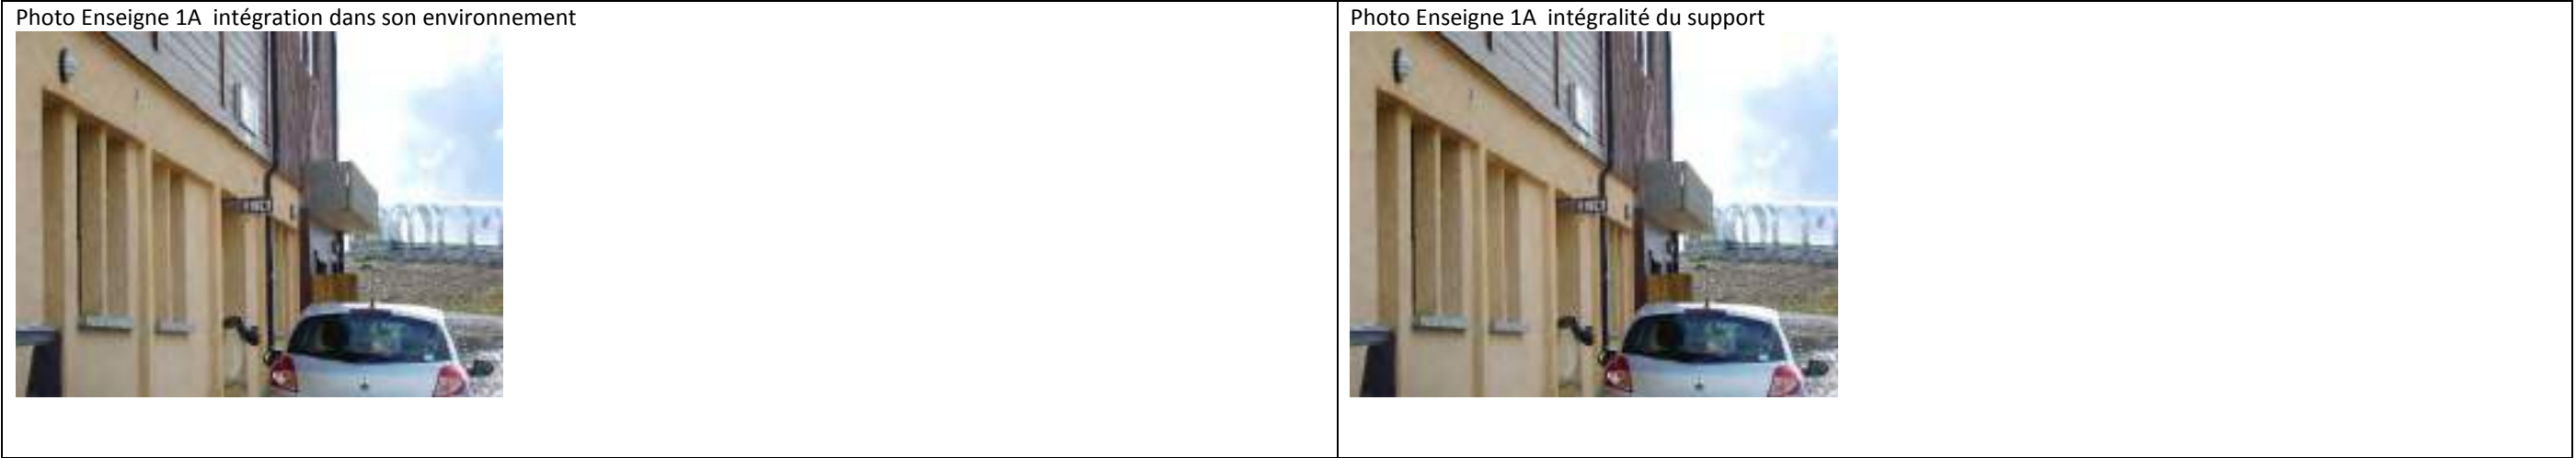 Photo Enseigne 1A  intégration dans son environnement
Photo Enseigne 1A  intégralité du support